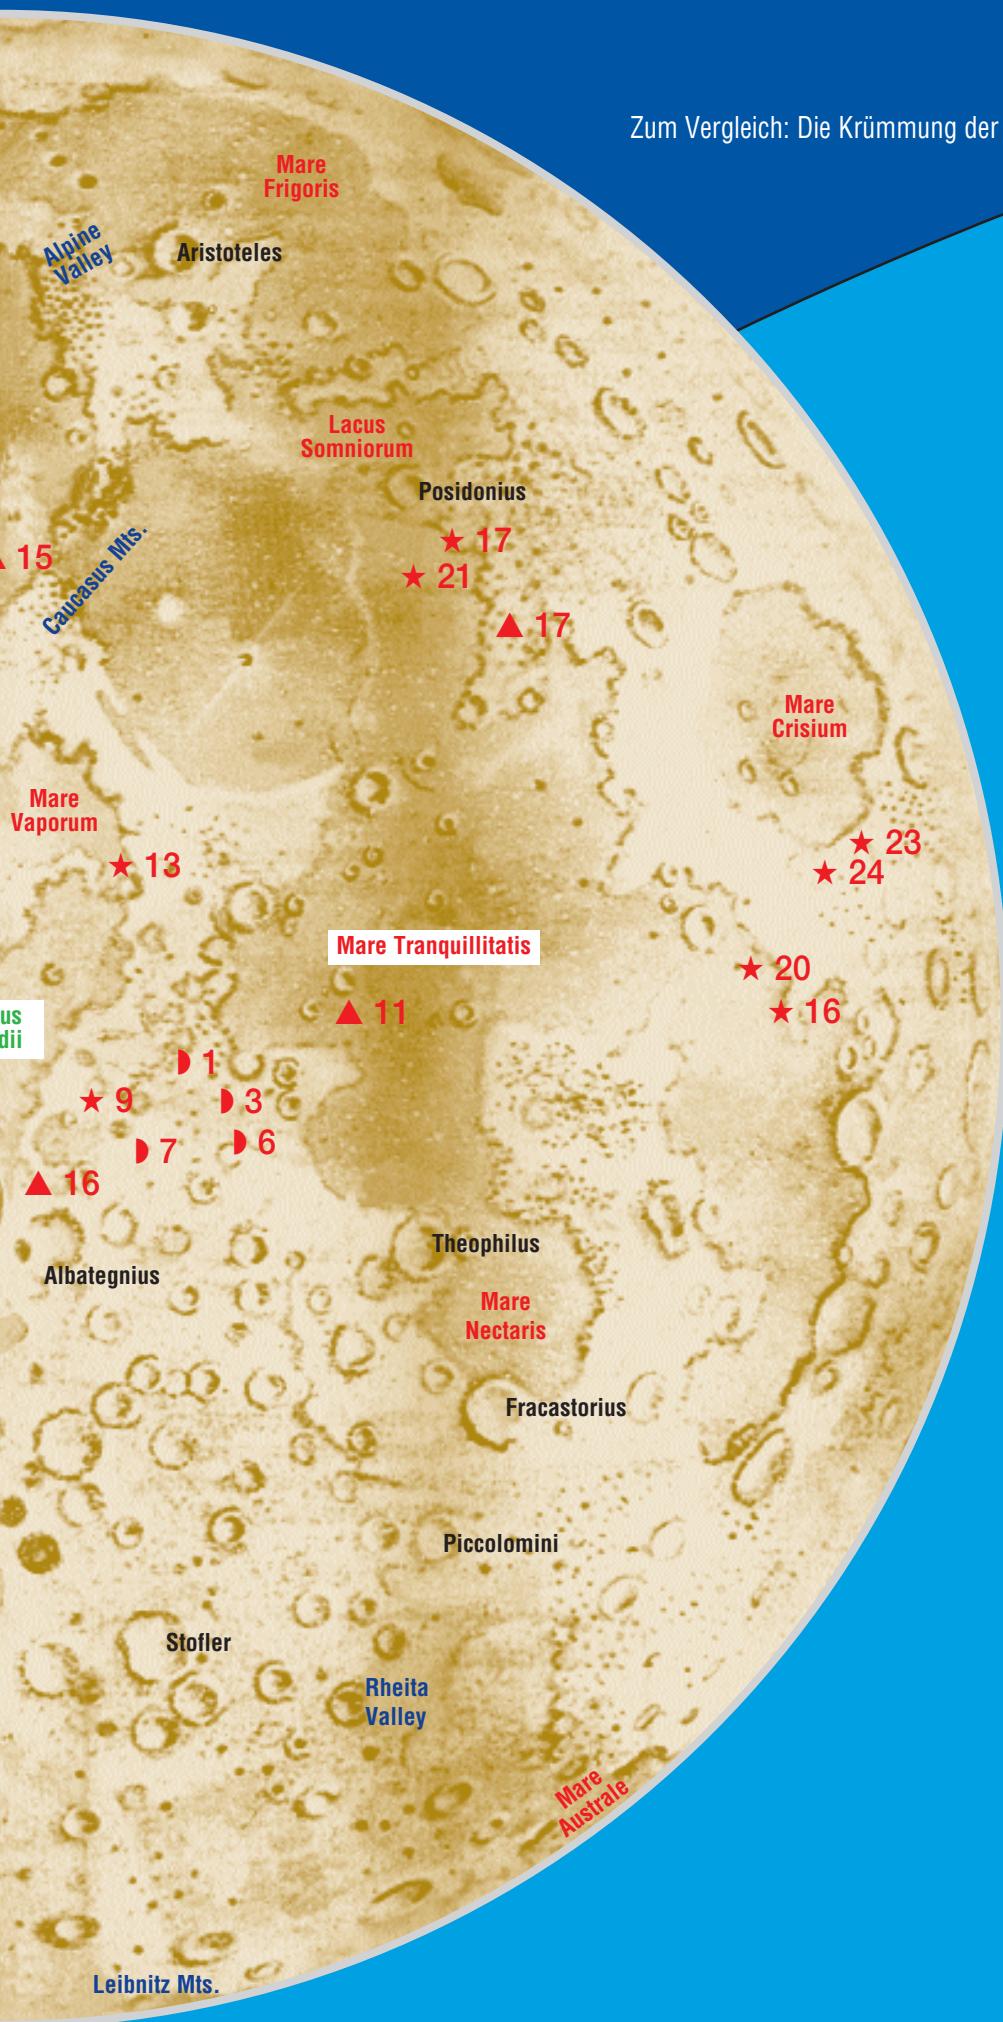 Zum Vergleich: Die Krümmung der
Mare
Frigoris
Alpine
Valley
Aristoteles
Lacus
Somniorum
Posidonius
17
21
15
Caucasus Mts.
17
Mare
Crisium
Mare
Vaporum
13
23
24
Mare Tranquillitatis
20
11
16
us
dii
1
9
3
7
6
16
Theophilus
Albategnius
Mare
Nectaris
Fracastorius
Piccolomini
Stofler
Rheita
Valley
Mare
Australe
Leibnitz Mts.